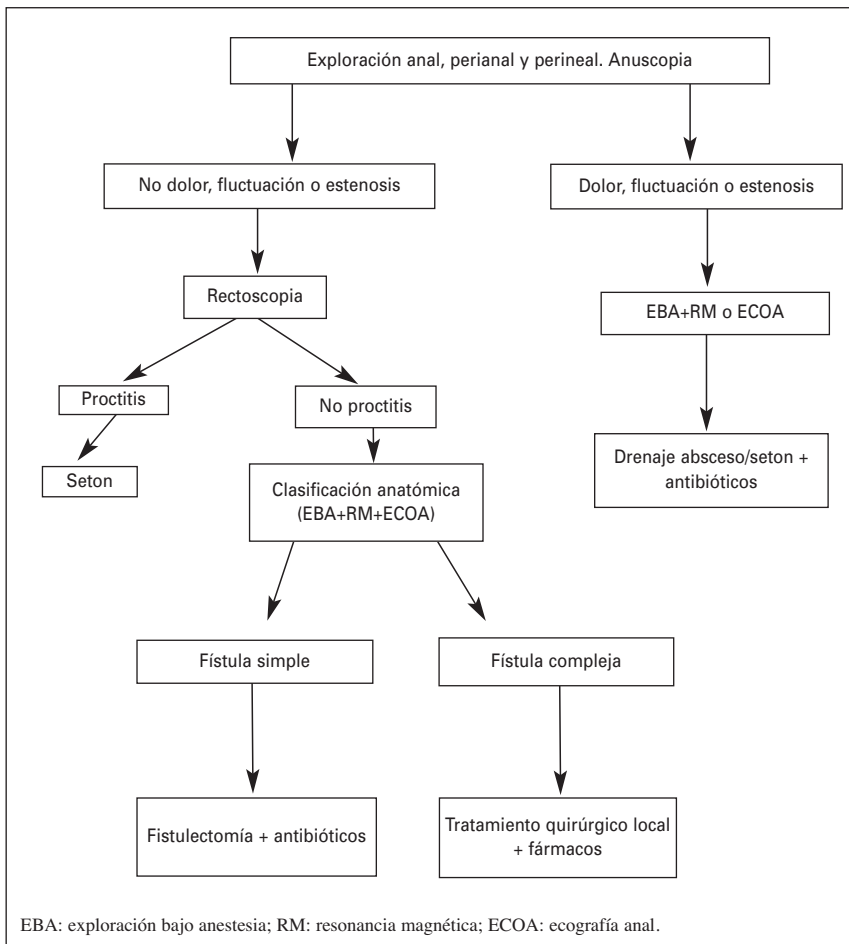 Exploración anal, perianal y perineal. Anuscopia
No dolor, fluctuación o estenosis
Dolor, fluctuación o estenosis
Rectoscopia
EBA+RM o ECOA
Proctitis
No proctitis
Seton
Clasificación anatómica
(EBA+RM+ECOA)
Drenaje absceso/seton +
antibióticos
Fístula simple
Fístula compleja
Fistulectomía + antibióticos
Tratamiento quirúrgico local
+ fármacos
EBA: exploración bajo anestesia; RM: resonancia magnética; ECOA: ecografía anal.